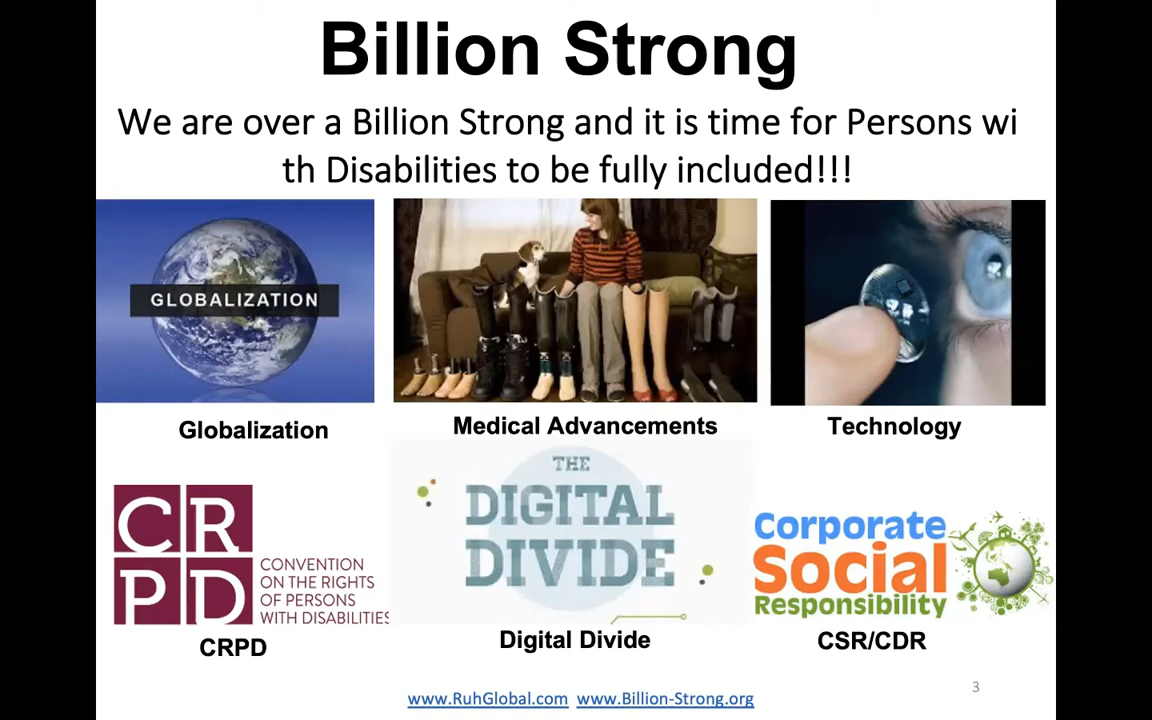 Billion Strong
We are over a Billion Strong and it is time for Persons wi
th Disabilities to be fully included!!!
GLOBALIZATION
Globalization
Medical Advancements
Technology
CR
PD
CONVENTION
ON THE RIGHTS
OF PERSONS
WITH DISABILITIES
CRPD
THE
DIGITAL
DIVIDE
Digital Divide
Corporate
Social
Responsibility
CSR/CDR
www.RuhGlobal.com www.Billion-Strong.org
3